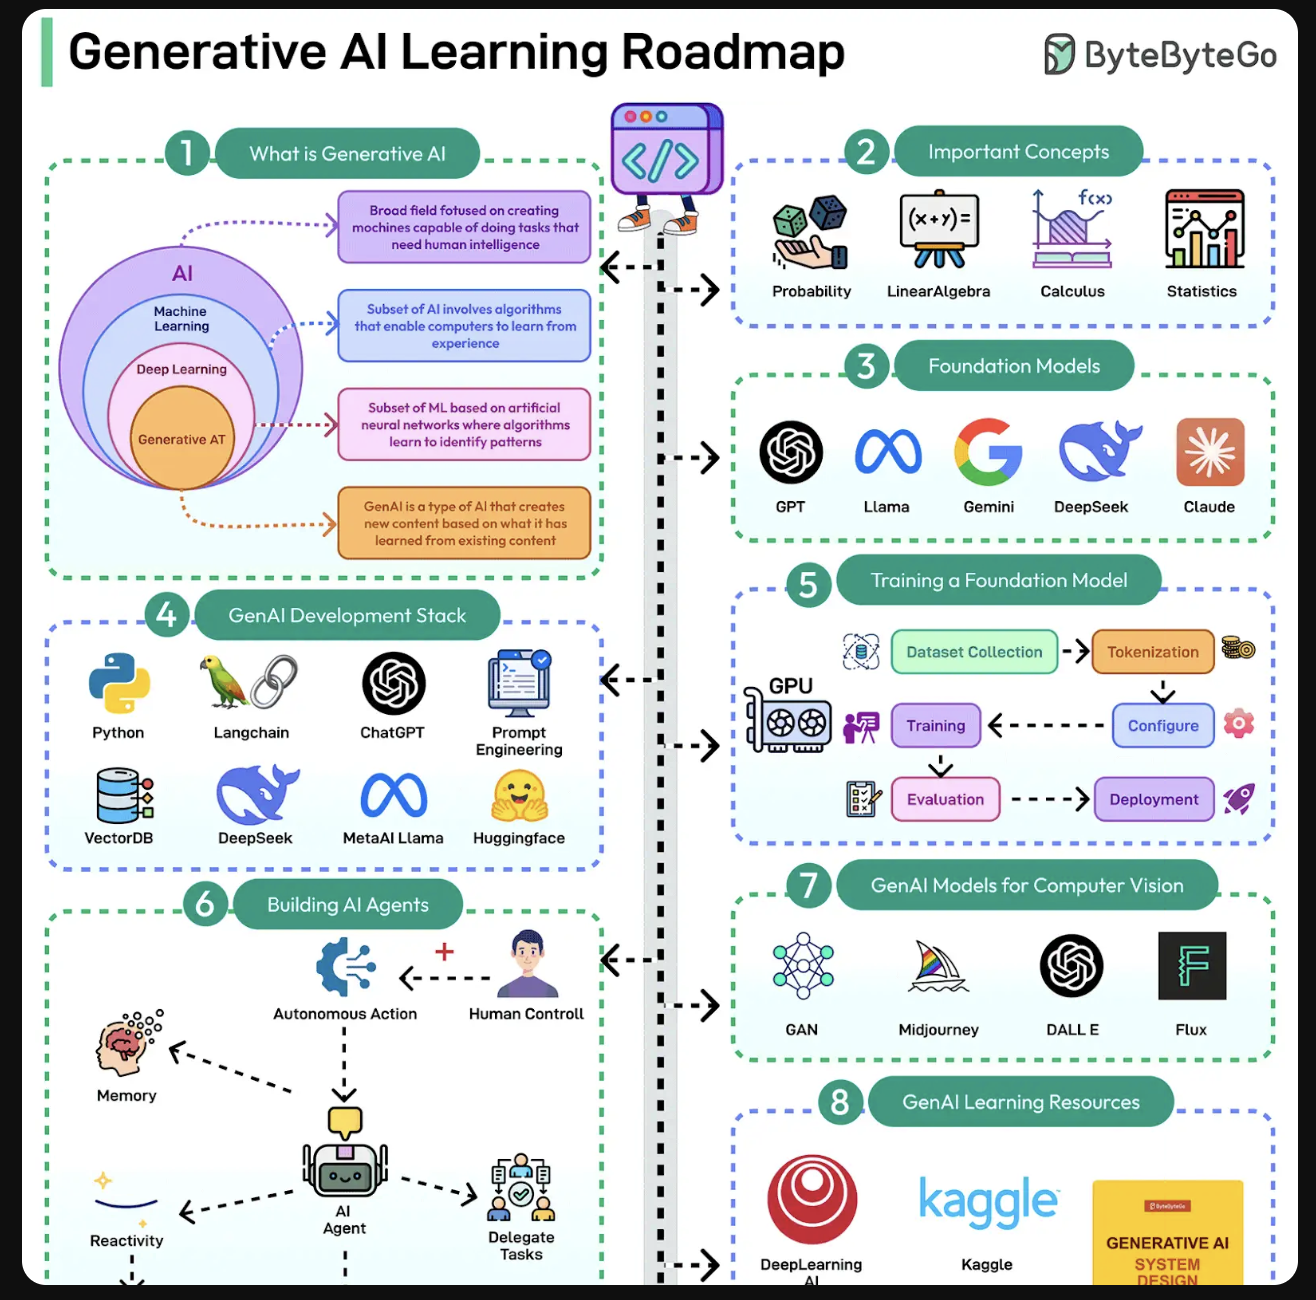 Generative AI Learning Roadmap
ByteByteGo
1
What is Generative AI
AI
Machine
Learning
Deep Learning
Generative AT
Broad field fotused on creating
mochines capable of doing tasks that
need human intelligence
Subset of AI involves algorithms
that enable computers to learn from
experience
Subset of ML based on artificial
neural networks where algorithms
learn to identify patterns
GenAI is a type of AI that creates
new content based on what it has
learned from existing content
2
Important Concepts
(x+y)=
f(x)
Probability
LinearAlgebra
Calculus
Statistics
3
Foundation Models
GPT
Llama
Gemini
DeepSeek
Claude
4
GenAI Development Stack
Python
Langchain
ChatGPT
Prompt
Engineering
VectorDB
DeepSeek
MetaAI Llama
Huggingface
5
Training a Foundation Model
GPU
Dataset Collection
Tokenization
Configure
Training
Evaluation
Deployment
6
Building AI Agents
Autonomous Action
+
Human Controll
Memory
AI
Agent
Reactivity
Delegate
Tasks
7
GenAI Models for Computer Vision
GAN
Midjourney
DALL E
Flux
8
GenAI Learning Resources
DeepLearning
AI
kaggle
Kaggle
ByteByteGo
GENERATIVE AI
SYSTEM
DESIGN